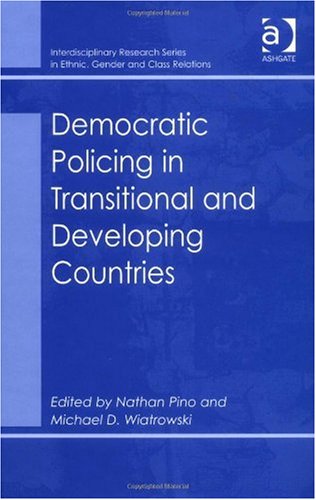 Interdisciplinary Research Series
in Ethnic, Gender and Class Relations
ASHGATE
Democratic
Policing in
Transitional and
Developing
Countries
Edited by Nathan Pino and
Michael D. Wiatrowski